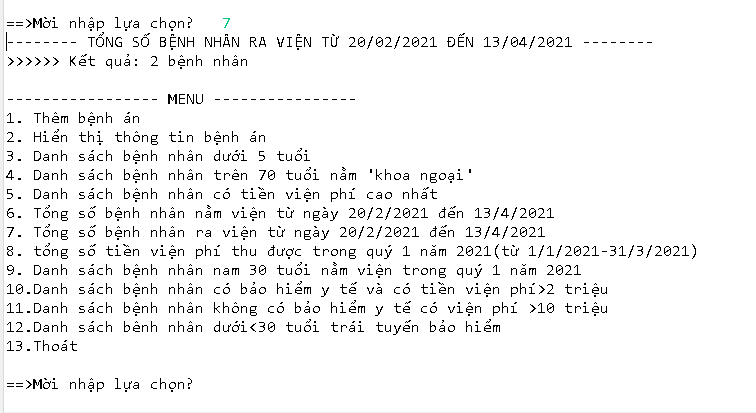 ==>Mời nhập lựa chọn? 7
-------- TỔNG SỐ BỆNH NHÂN RA VIỆN TỪ 20/02/2021 ĐẾN 13/04/2021 --------
>>>>>> Kết quả: 2 bệnh nhân
----------------- MENU ----------------
1. Thêm bệnh án
2. Hiển thị thông tin bệnh án
3. Danh sách bệnh nhân dưới 5 tuổi
4. Danh sách bệnh nhân trên 70 tuổi nằm 'khoa ngoại'
5. Danh sách bệnh nhân có tiền viện phí cao nhất
6. Tổng số bệnh nhân nằm viện từ ngày 20/2/2021 đến 13/4/2021
7. Tổng số bệnh nhân ra viện từ ngày 20/2/2021 đến 13/4/2021
8. tổng số tiền viện phí thu được trong quý 1 năm 2021(từ 1/1/2021-31/3/2021)
9. Danh sách bệnh nhân nam 30 tuổi nằm viện trong quý 1 năm 2021
10.Danh sách bệnh nhân có bảo hiểm y tế và có tiền viện phí>2 triệu
11.Danh sách bệnh nhân không có bảo hiểm y tế có viện phí >10 triệu
12.Danh sách bênh nhân dưới<30 tuổi trái tuyến bảo hiểm
13.Thoát
==>Mời nhập lựa chọn?